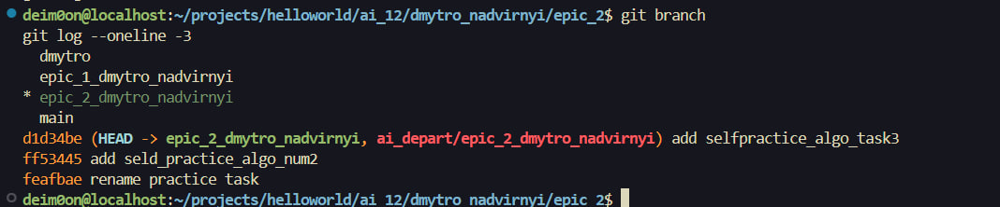 deim0on@localhost:~/projects/helloworld/ai_12/dmytro_nadvirnyi/epic_2$ git branch
git log --oneline -3
  dmytro
  epic_1_dmytro_nadvirnyi
* epic_2_dmytro_nadvirnyi
  main
d1d34be (HEAD -> epic_2_dmytro_nadvirnyi, ai_depart/epic_2_dmytro_nadvirnyi) add selfpractice_algo_task3
ff53445 add seld_practice_algo_num2
feafbae rename practice task
deim0on@localhost:~/projects/helloworld/ai_12/dmytro_nadvirnyi/epic_2$